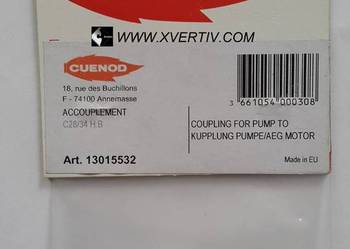 WWW.XVERTIV.COM
CUENOD
18, rue des Buchillons
F - 74100 Annemasse
ACCOUPLEMENT
C28/34 H.B
3 661054 000308
COUPLING FOR PUMP TO
KUPPLUNG PUMPE/AEG MOTOR
Art. 13015532
Made in EU